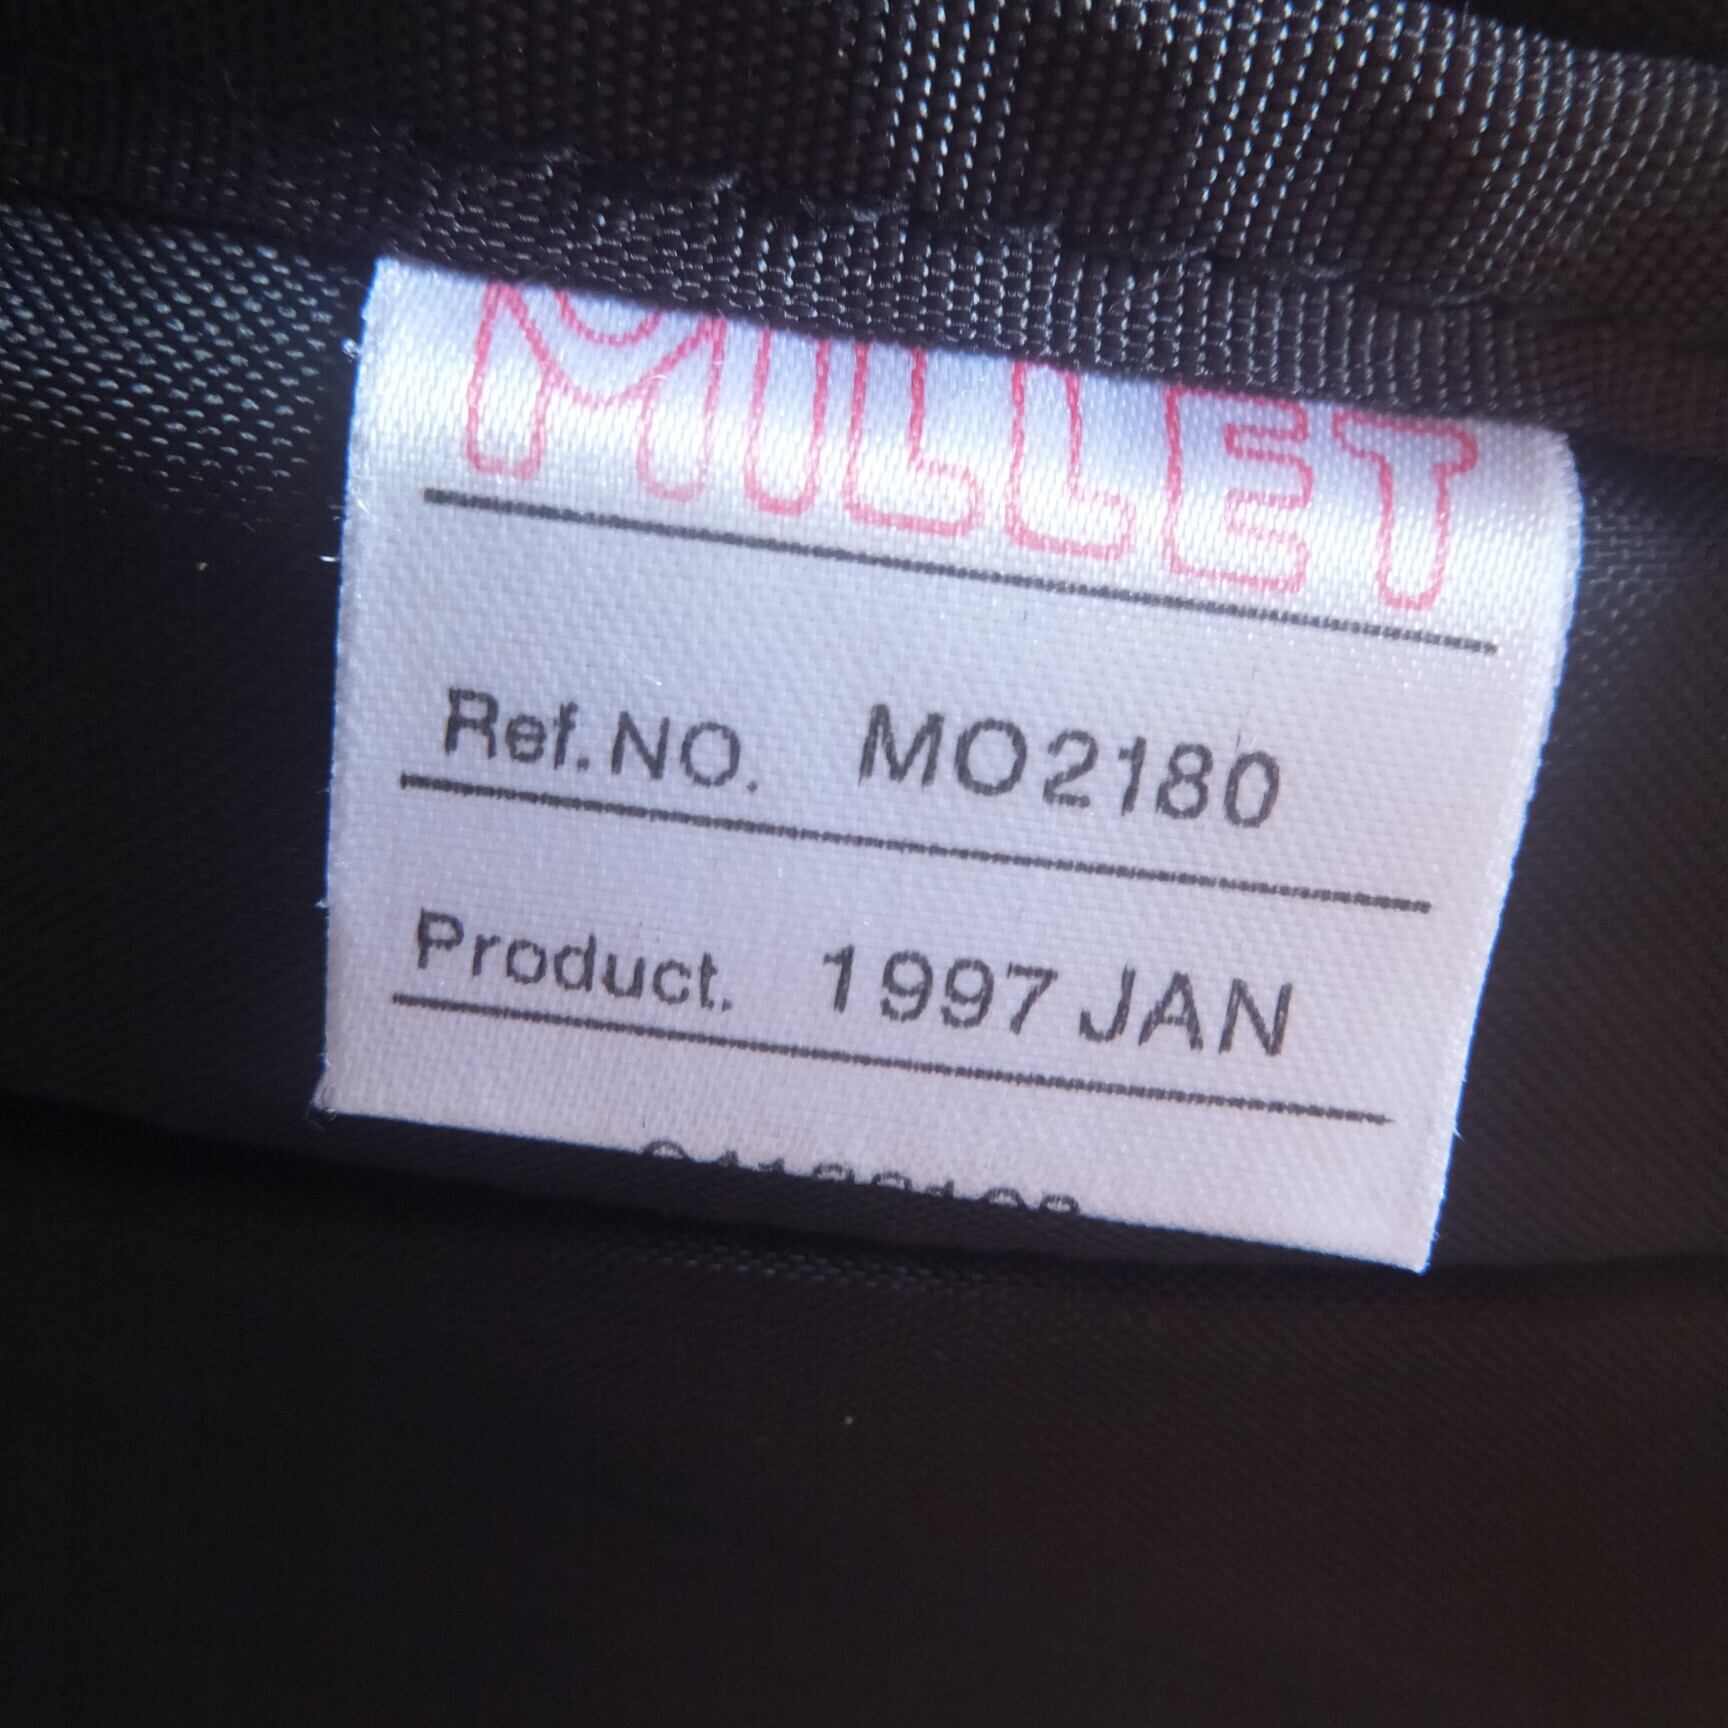 MILLET
Ref.NO. MO2180
Product. 1997 JAN